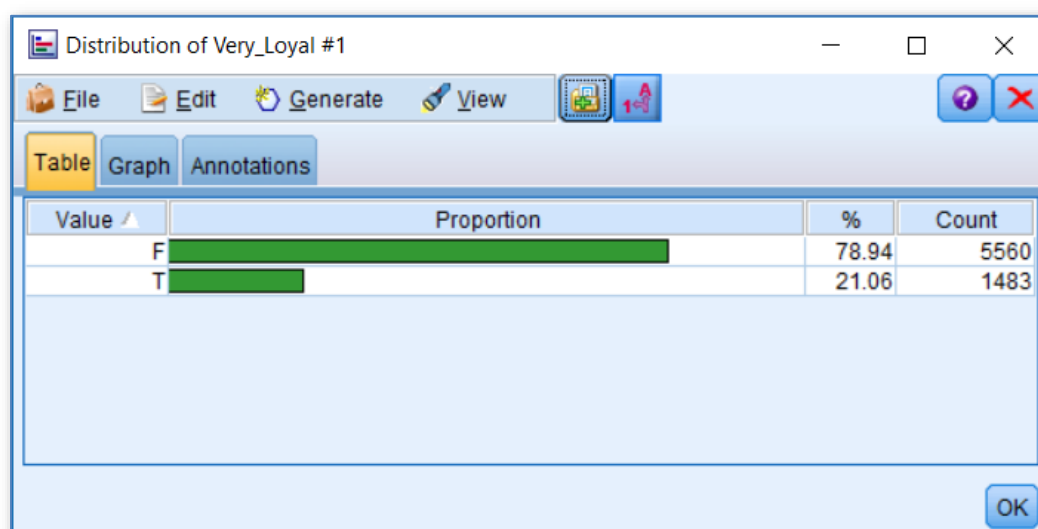 Distribution of Very_Loyal #1
File Edit Generate View 1 A
Table Graph Annotations
Value Proportion % Count
F 78.94 5560
T 21.06 1483
OK